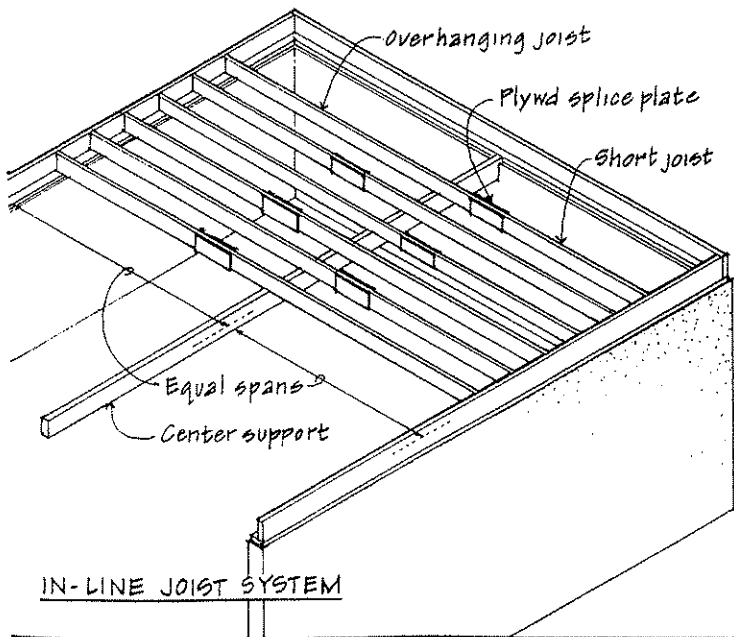 Overhanging joist
Plywd splice plate
Short joist
Equal spans
Center support
IN-LINE JOIST SYSTEM